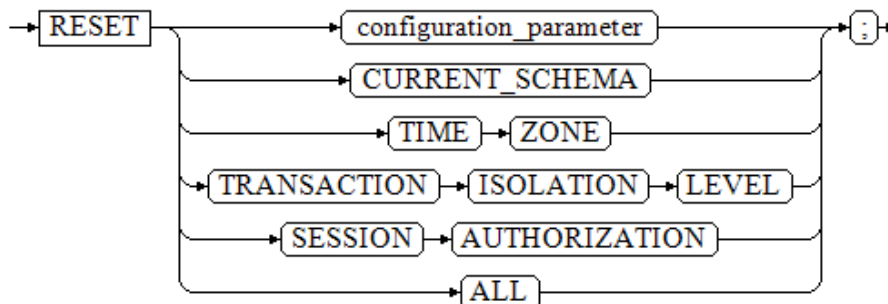 RESET configuration_parameter ;
CURRENT_SCHEMA
TIME ZONE
TRANSACTION ISOLATION LEVEL
SESSION AUTHORIZATION
ALL